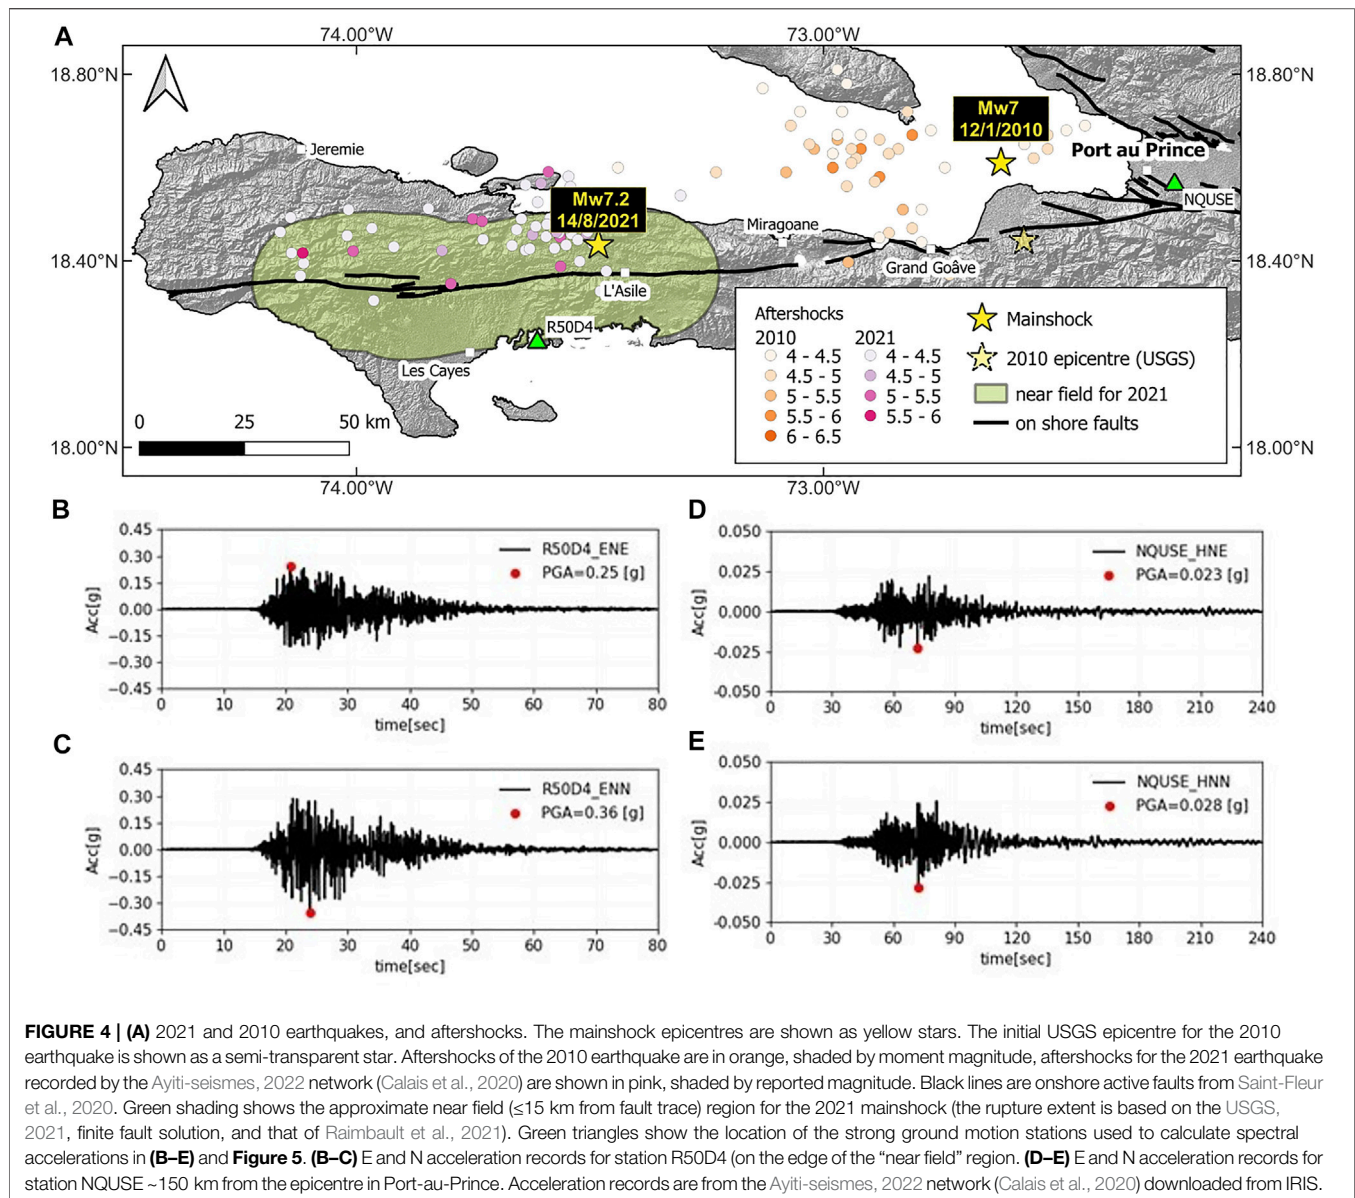 A
74.00°W
73.00°W
18.80°N
18.80°N
Mw7
12/1/2010
Jeremie
Port au Prince
NQUSE
Mw7.2
14/8/2021
Miragoane
18.40°N
18.40°N
Grand Goâve
L'Asile
R50D4
Les Cayes
Aftershocks
2010
2021
4 - 4.5
4.5 - 5
5 - 5.5
5.5 - 6
6 - 6.5
4 - 4.5
4.5 - 5
5 - 5.5
5.5 - 6
Mainshock
2010 epicentre (USGS)
near field for 2021
on shore faults
0 25 50 km
18.00°N
18.00°N
74.00°W
73.00°W
B
0.45
0.30
0.15
0.00
−0.15
−0.30
−0.45
Acc[g]
R50D4_ENE
PGA=0.25 [g]
0 10 20 30 40 50 60 70 80
time[sec]
C
0.45
0.30
0.15
0.00
−0.15
−0.30
−0.45
Acc[g]
R50D4_ENN
PGA=0.36 [g]
0 10 20 30 40 50 60 70 80
time[sec]
D
0.050
0.025
0.000
-0.025
-0.050
Acc[g]
NQUSE_HNE
PGA=0.023 [g]
0 30 60 90 120 150 180 210 240
time[sec]
E
0.050
0.025
0.000
-0.025
-0.050
Acc[g]
NQUSE_HNN
PGA=0.028 [g]
0 30 60 90 120 150 180 210 240
time[sec]
FIGURE 4 | (A) 2021 and 2010 earthquakes, and aftershocks. The mainshock epicentres are shown as yellow stars. The initial USGS epicentre for the 2010
earthquake is shown as a semi-transparent star. Aftershocks of the 2010 earthquake are in orange, shaded by moment magnitude, aftershocks for the 2021 earthquake
recorded by the Ayiti-seismes, 2022 network (Calais et al., 2020) are shown in pink, shaded by reported magnitude. Black lines are onshore active faults from Saint-Fleur
et al., 2020. Green shading shows the approximate near field (≤15 km from fault trace) region for the 2021 mainshock (the rupture extent is based on the USGS,
2021, finite fault solution, and that of Raimbault et al., 2021). Green triangles show the location of the strong ground motion stations used to calculate spectral
accelerations in (B–E) and Figure 5. (B–C) E and N acceleration records for station R50D4 (on the edge of the “near field” region. (D–E) E and N acceleration records for
station NQUSE ~150 km from the epicentre in Port-au-Prince. Acceleration records are from the Ayiti-seismes, 2022 network (Calais et al., 2020) downloaded from IRIS.